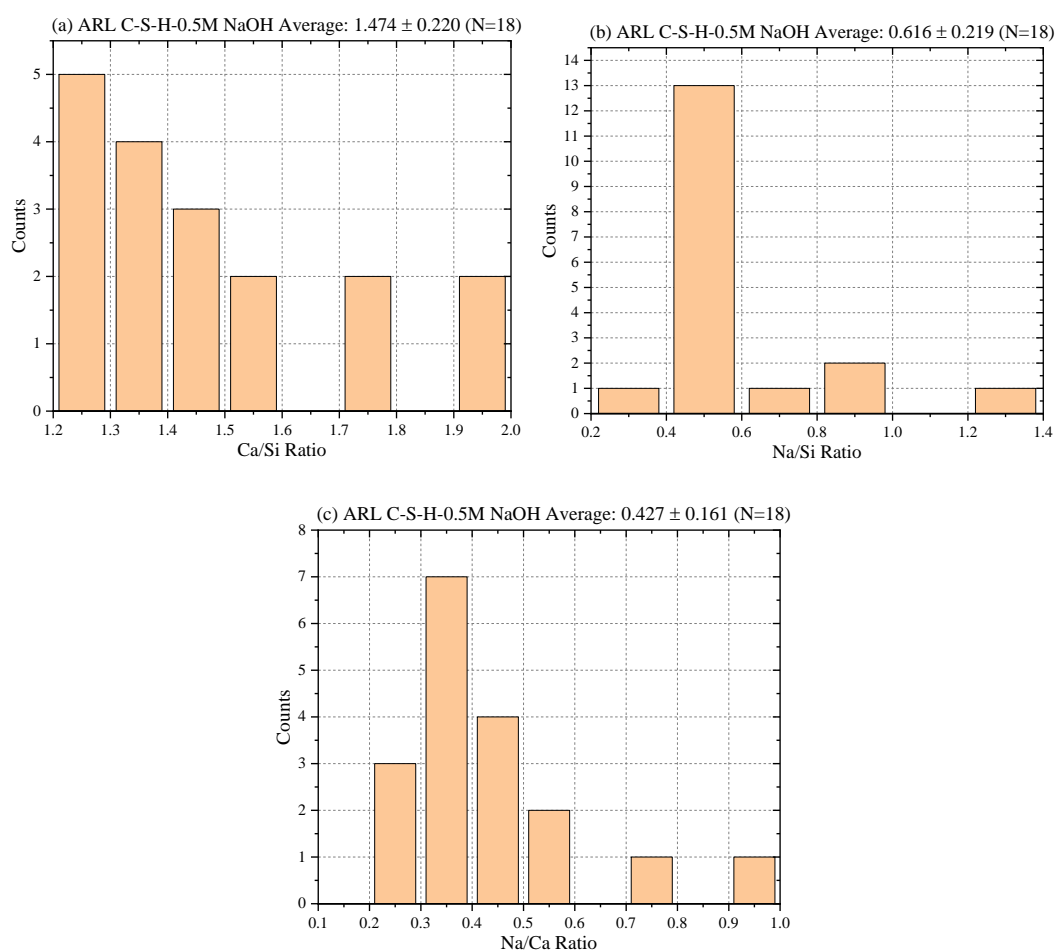 (a) ARL C-S-H-0.5M NaOH Average: 1.474 ± 0.220 (N=18)
5
4
3
2
1
0
Counts
1.2 1.3 1.4 1.5 1.6 1.7 1.8 1.9 2.0
Ca/Si Ratio
(b) ARL C-S-H-0.5M NaOH Average: 0.616 ± 0.219 (N=18)
14
13
12
11
10
9
8
7
6
5
4
3
2
1
0
Counts
0.2 0.4 0.6 0.8 1.0 1.2 1.4
Na/Si Ratio
(c) ARL C-S-H-0.5M NaOH Average: 0.427 ± 0.161 (N=18)
8
7
6
5
4
3
2
1
0
Counts
0.1 0.2 0.3 0.4 0.5 0.6 0.7 0.8 0.9 1.0
Na/Ca Ratio